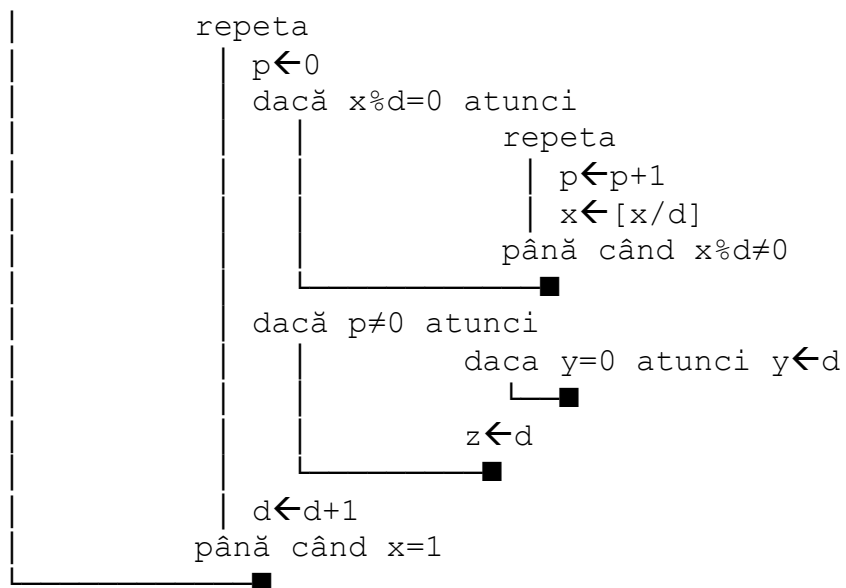 repeta
p🡨0
dacă x%d=0 atunci
repeta
p🡨p+1
x🡨[x/d]
până când x%d≠0
■
dacă p≠0 atunci
daca y=0 atunci y🡨d
■
z🡨d
■
d🡨d+1
până când x=1
■